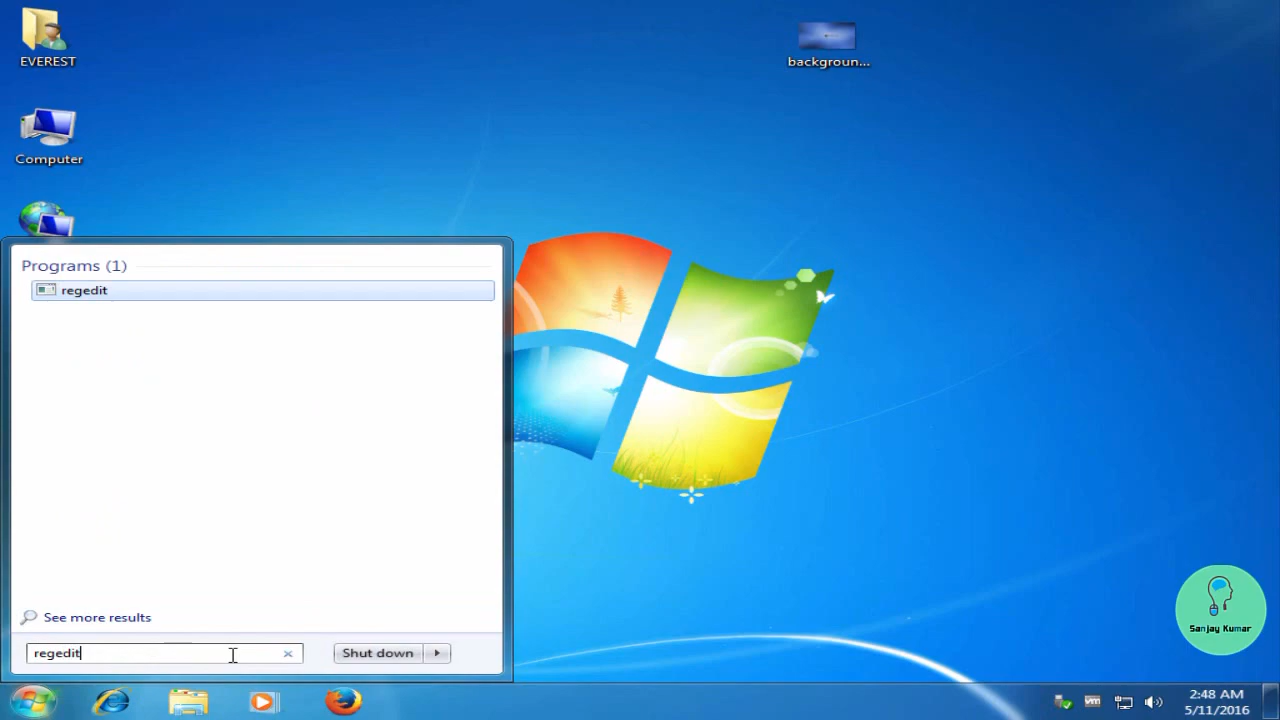 EVEREST
backgroun...
Computer
Programs (1)
regedit
See more results
regedit
Shut down
Sanjay Kumar
vm
2:48 AM
5/11/2016